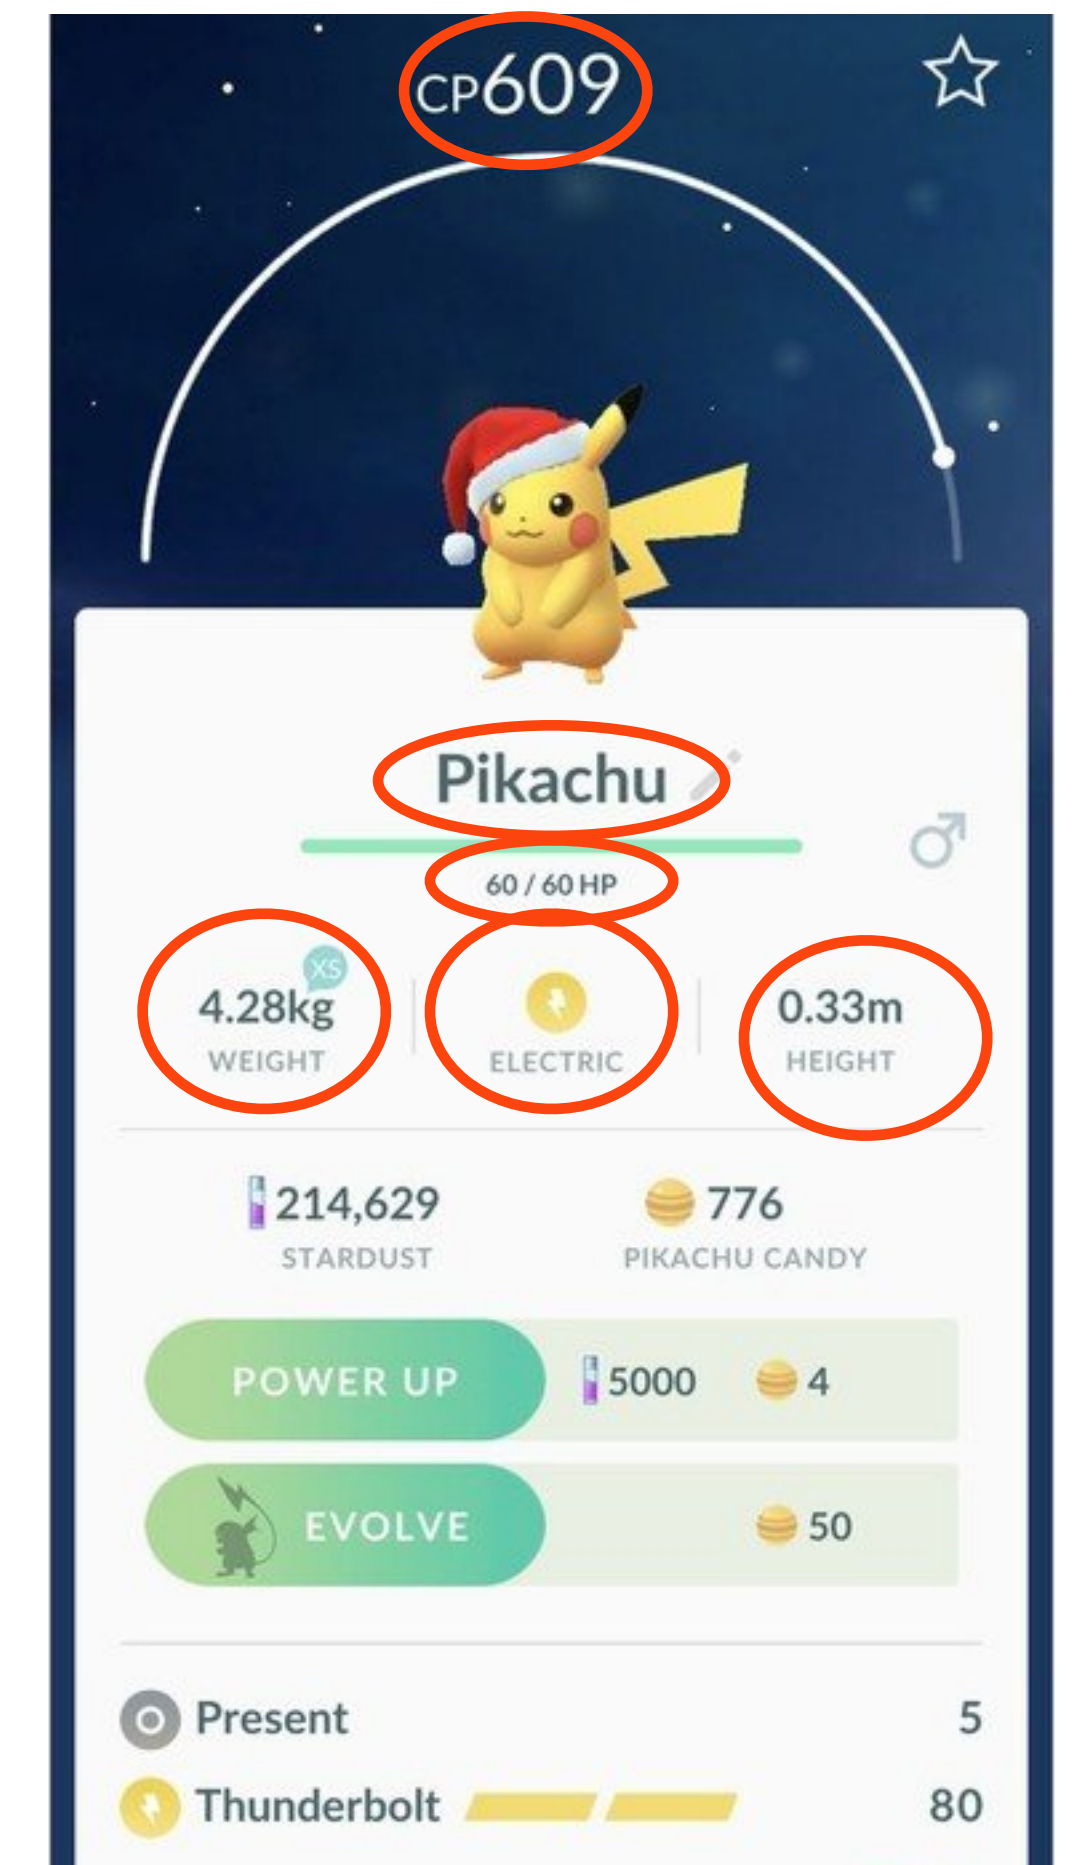 CP609
Pikachu
60 / 60 HP
XS
4.28kg
WEIGHT
ELECTRIC
0.33m
HEIGHT
214,629
STARDUST
776
PIKACHU CANDY
POWER UP 5000 4
EVOLVE 50
Present 5
Thunderbolt 80